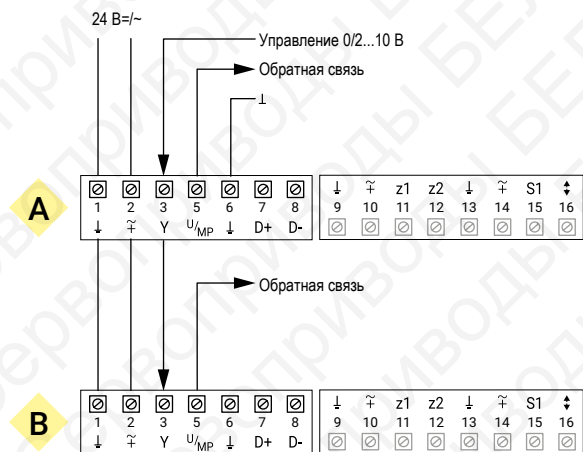 24 В=/~
Управление 0/2...10 В
Обратная связь
⊥
A
1 2 3 5 6 7 8
⏚ ~̄ Y U/MP ⊥ D+ D-
⏚ ~̄ z1 z2 ⏚ ~̄ S1 ↕
9 10 11 12 13 14 15 16
Обратная связь
B
1 2 3 5 6 7 8
⏚ ~̄ Y U/MP ⊥ D+ D-
⏚ ~̄ z1 z2 ⏚ ~̄ S1 ↕
9 10 11 12 13 14 15 16